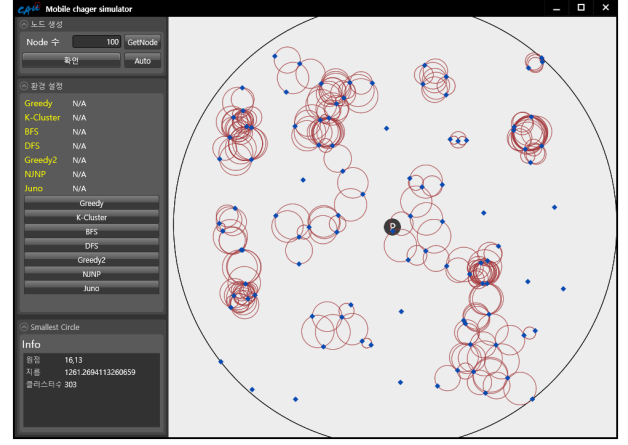 CAU Mobile chager simulator
노드 생성
Node 수 100 GetNode
확인 Auto
환경 설정
Greedy N/A
K-Cluster N/A
BFS N/A
DFS N/A
Greedy2 N/A
NJNP N/A
Juno N/A
Greedy
K-Cluster
BFS
DFS
Greedy2
NJNP
Juno
Smallest Circle
Info
원점 16,13
지름 1261.2694113260659
클러스터수 303
P